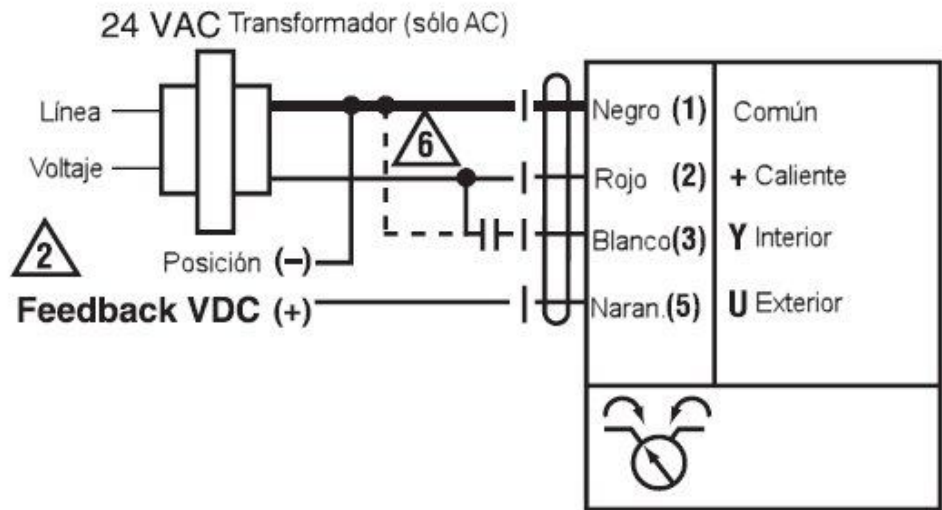 24 VAC Transformador (sólo AC)
Línea
Voltaje
6
2
Posición (–)
Feedback VDC (+)
Negro (1) Común
Rojo (2) + Caliente
Blanco (3) Y Interior
Naran. (5) U Exterior